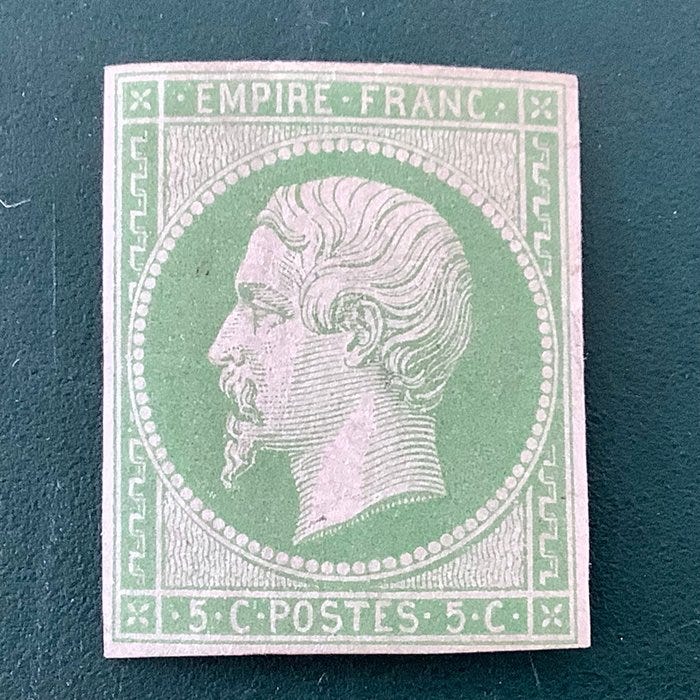 · EMPIRE · FRANC ·
· 5 · C · POSTES · 5 · C ·